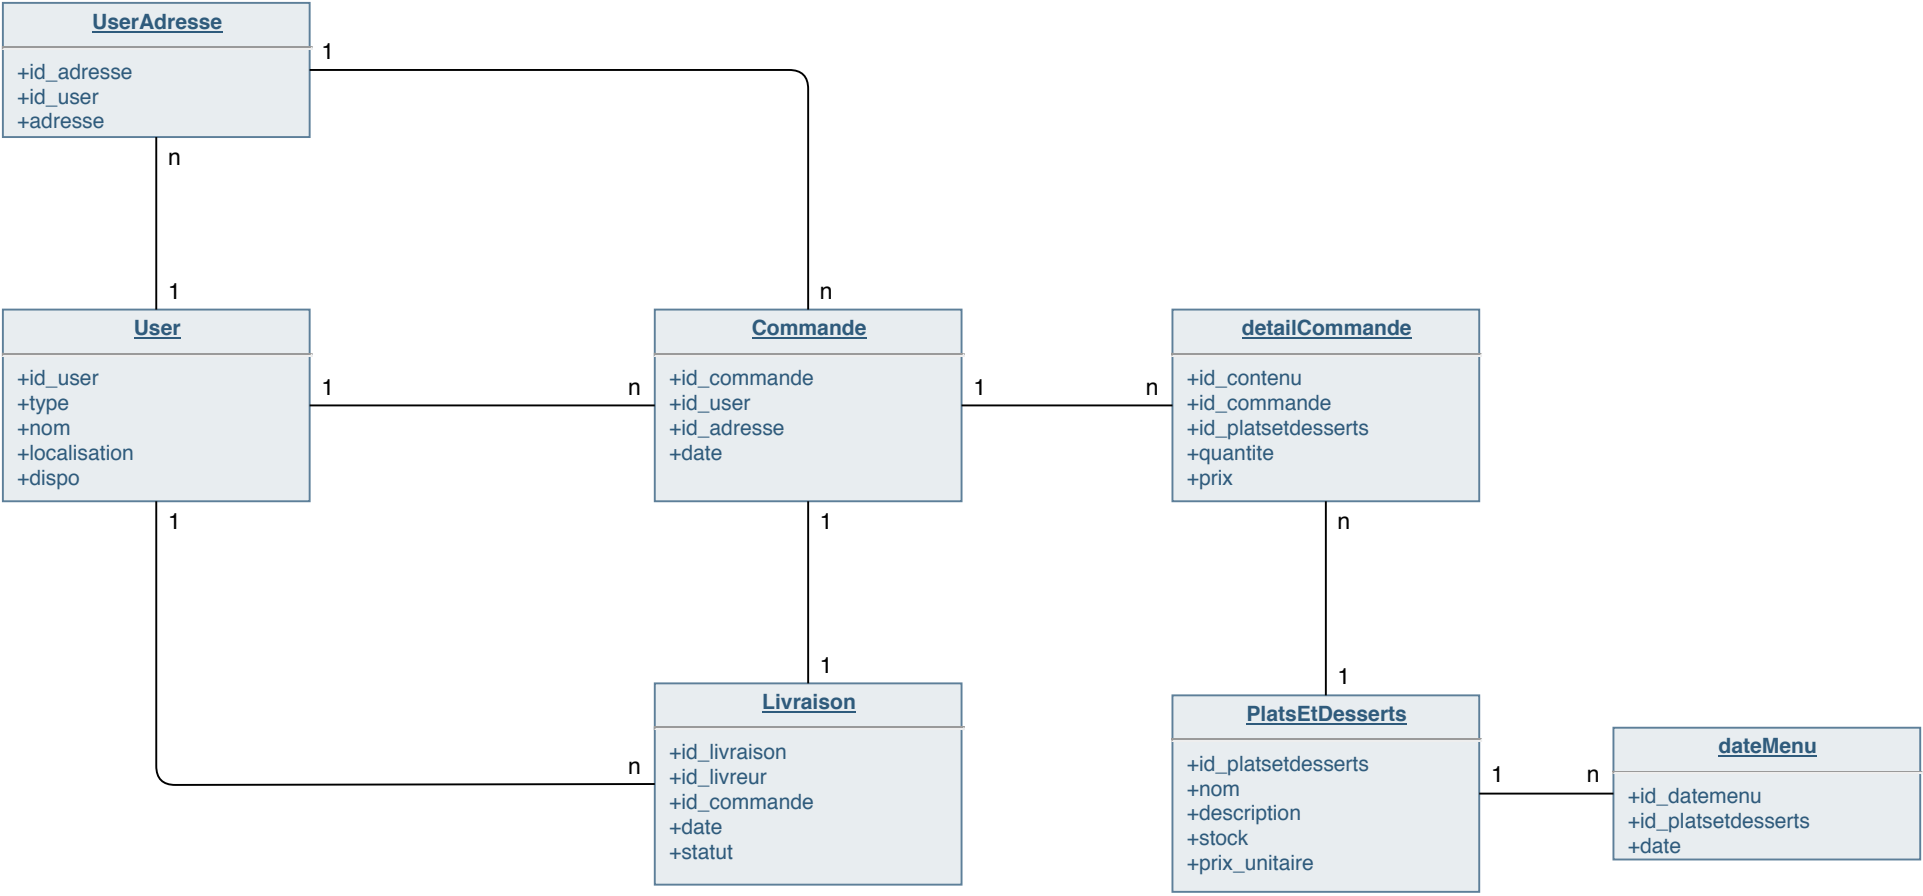 UserAdresse
+id_adresse
+id_user
+adresse
1
n
1
n
User
+id_user
+type
+nom
+localisation
+dispo
1
n
Commande
+id_commande
+id_user
+id_adresse
+date
1
n
detailCommande
+id_contenu
+id_commande
+id_platsetdesserts
+quantite
+prix
1
1
n
1
1
n
Livraison
+id_livraison
+id_livreur
+id_commande
+date
+statut
PlatsEtDesserts
+id_platsetdesserts
+nom
+description
+stock
+prix_unitaire
1
n
dateMenu
+id_datemenu
+id_platsetdesserts
+date